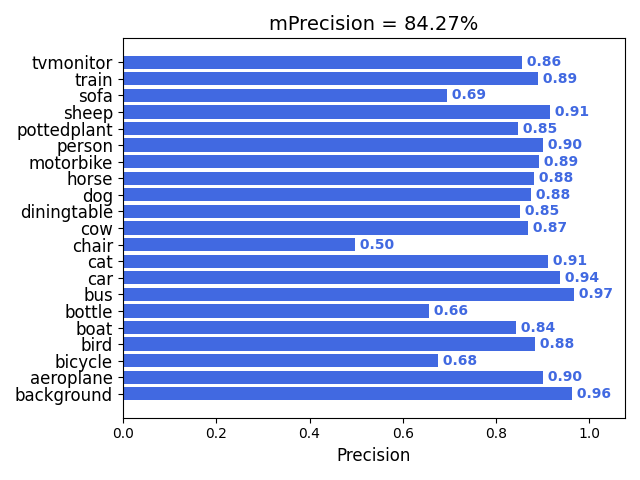 mPrecision = 84.27%
tvmonitor 0.86
train 0.89
sofa 0.69
sheep 0.91
pottedplant 0.85
person 0.90
motorbike 0.89
horse 0.88
dog 0.88
diningtable 0.85
cow 0.87
chair 0.50
cat 0.91
car 0.94
bus 0.97
bottle 0.66
boat 0.84
bird 0.88
bicycle 0.68
aeroplane 0.90
background 0.96
0.0 0.2 0.4 0.6 0.8 1.0
Precision